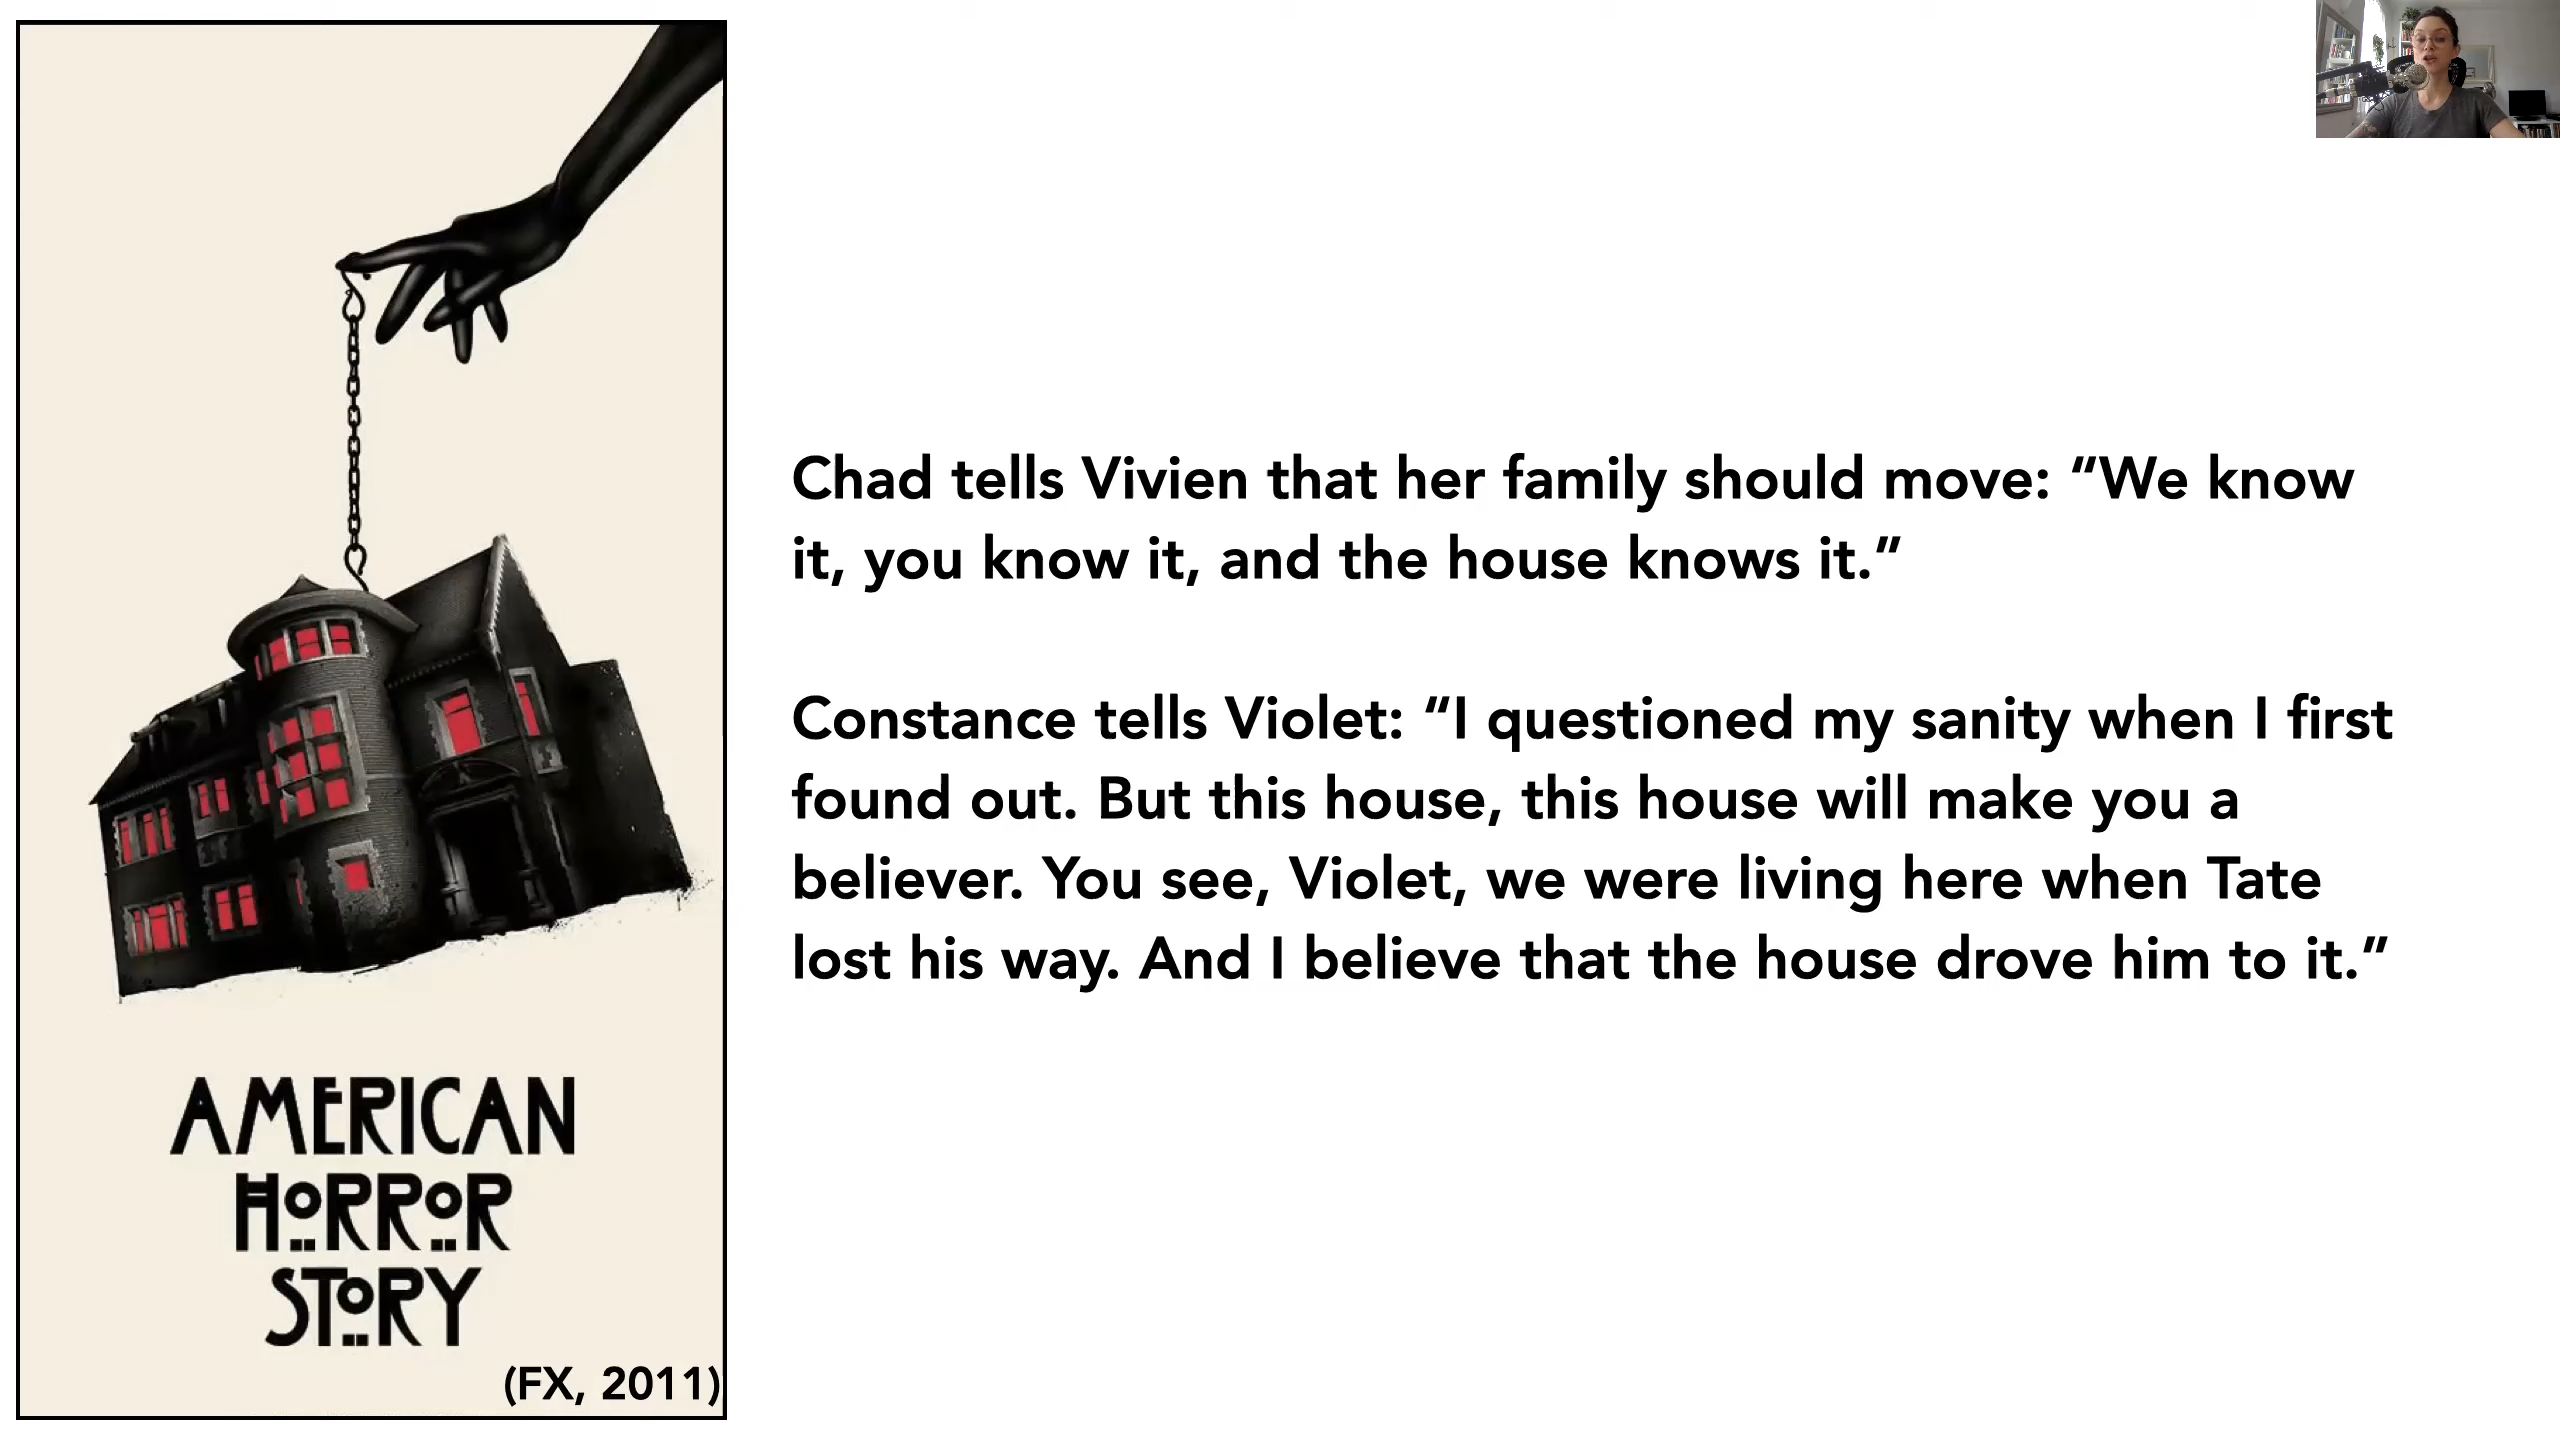 AMERICAN
HORROR
STORY
(FX, 2011)
Chad tells Vivien that her family should move: “We know
it, you know it, and the house knows it.”
Constance tells Violet: “I questioned my sanity when I first
found out. But this house, this house will make you a
believer. You see, Violet, we were living here when Tate
lost his way. And I believe that the house drove him to it.”